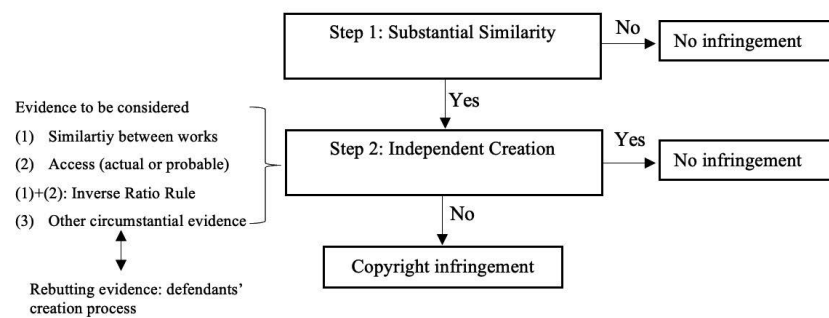 Step 1: Substantial Similarity
No
No infringement
Yes
Evidence to be considered
(1) Similartiy between works
(2) Access (actual or probable)
(1)+(2): Inverse Ratio Rule
(3) Other circumstantial evidence
Rebutting evidence: defendants'
creation process
Step 2: Independent Creation
Yes
No infringement
No
Copyright infringement